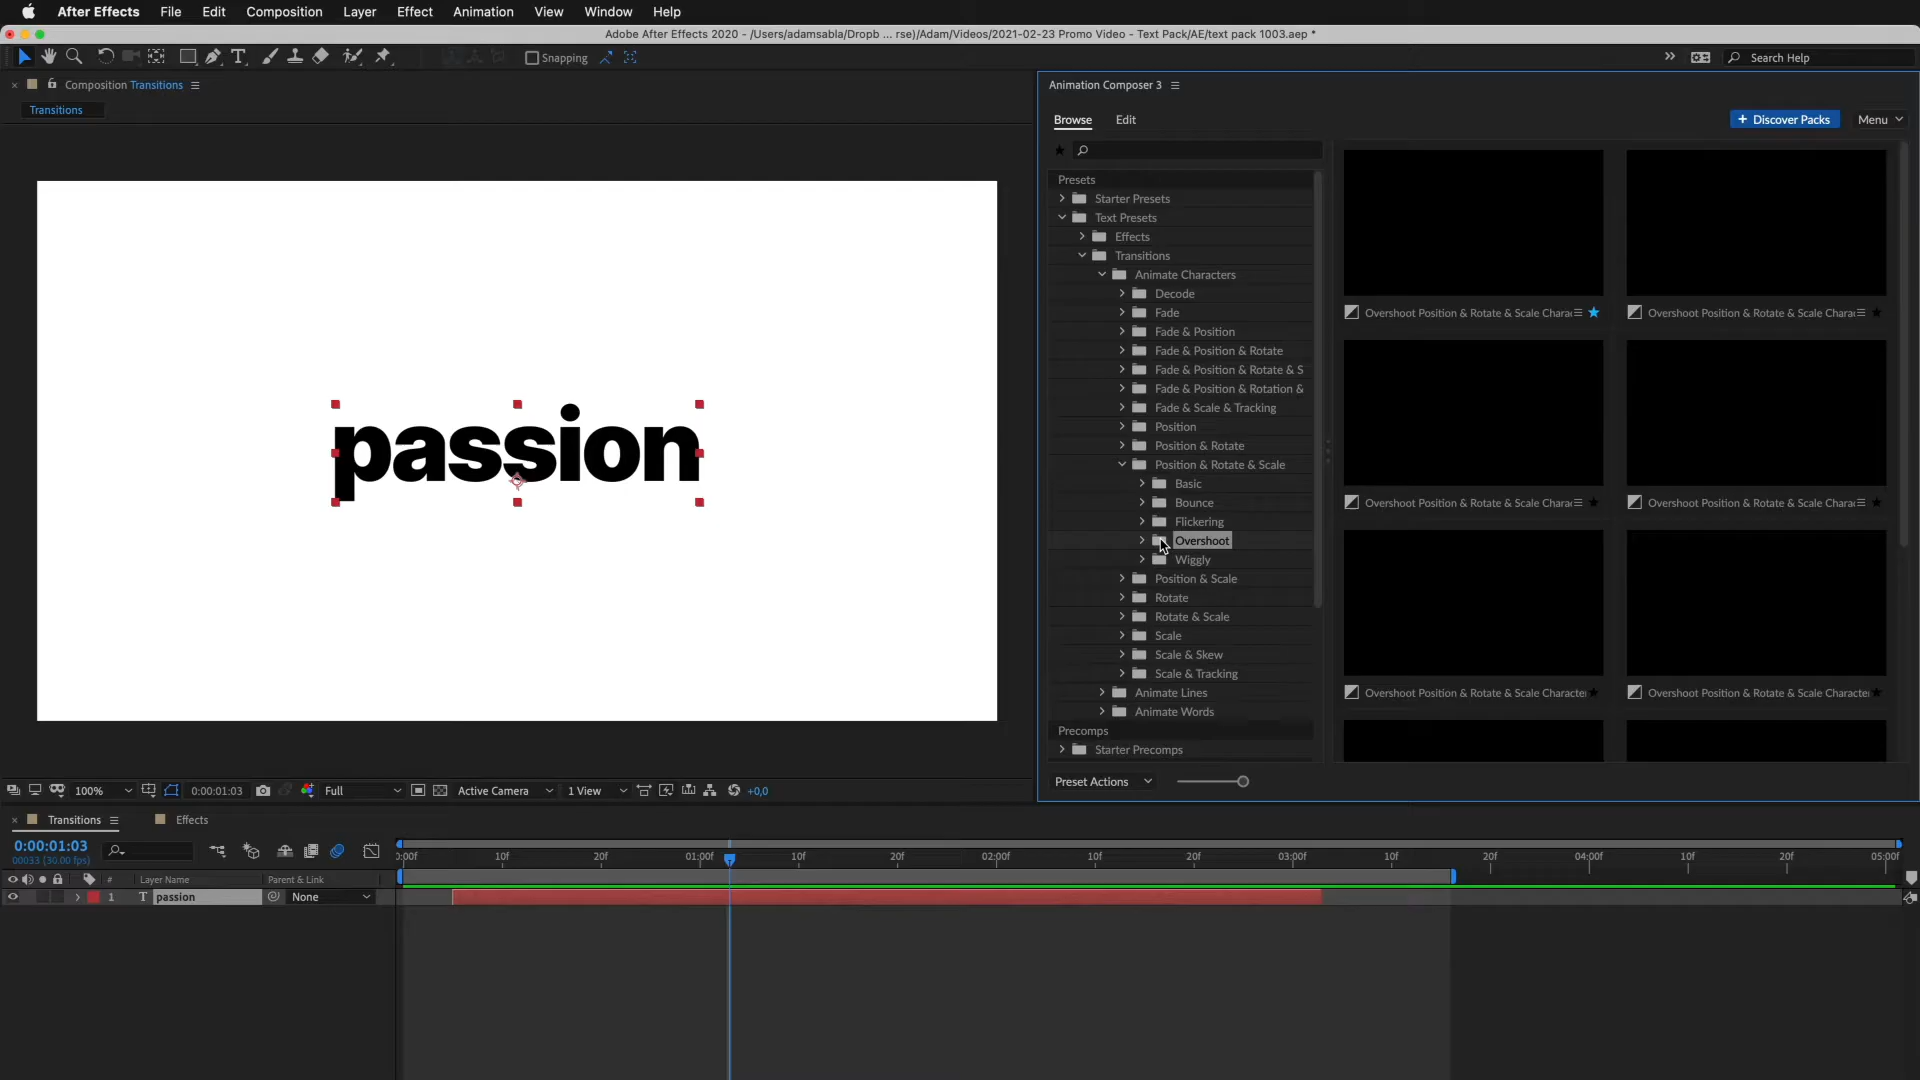 After Effects File Edit Composition Layer Effect Animation View Window Help
Adobe After Effects 2020 - /Users/adamsabla/Dropb ... rse)/Adam/Videos/2021-02-23 Promo Video - Text Pack/AE/text pack 1003.aep *
Snapping
Search Help
Composition Transitions
Transitions
passion
Animation Composer 3
Browse Edit
+ Discover Packs Menu
Presets
Starter Presets
Text Presets
Effects
Transitions
Animate Characters
Decode
Fade
Fade & Position
Fade & Position & Rotate
Fade & Position & Rotate & S
Fade & Position & Rotation &
Fade & Scale & Tracking
Position
Position & Rotate
Position & Rotate & Scale
Basic
Bounce
Flickering
Overshoot
Wiggly
Position & Scale
Rotate
Rotate & Scale
Scale
Scale & Skew
Scale & Tracking
Animate Lines
Animate Words
Precomps
Starter Precomps
Preset Actions
Overshoot Position & Rotate & Scale Charac
Overshoot Position & Rotate & Scale Charac
Overshoot Position & Rotate & Scale Charac
Overshoot Position & Rotate & Scale Charac
Overshoot Position & Rotate & Scale Character
Overshoot Position & Rotate & Scale Character
100% 0:00:01:03 Full Active Camera 1 View +0,0
Transitions Effects
0:00:01:03
00033 (30.00 fps)
):00f 10f 20f 01:00f 10f 20f 02:00f 10f 20f 03:00f 10f 20f 04:00f 10f 20f 05:00f
# Layer Name Parent & Link
1 T passion None